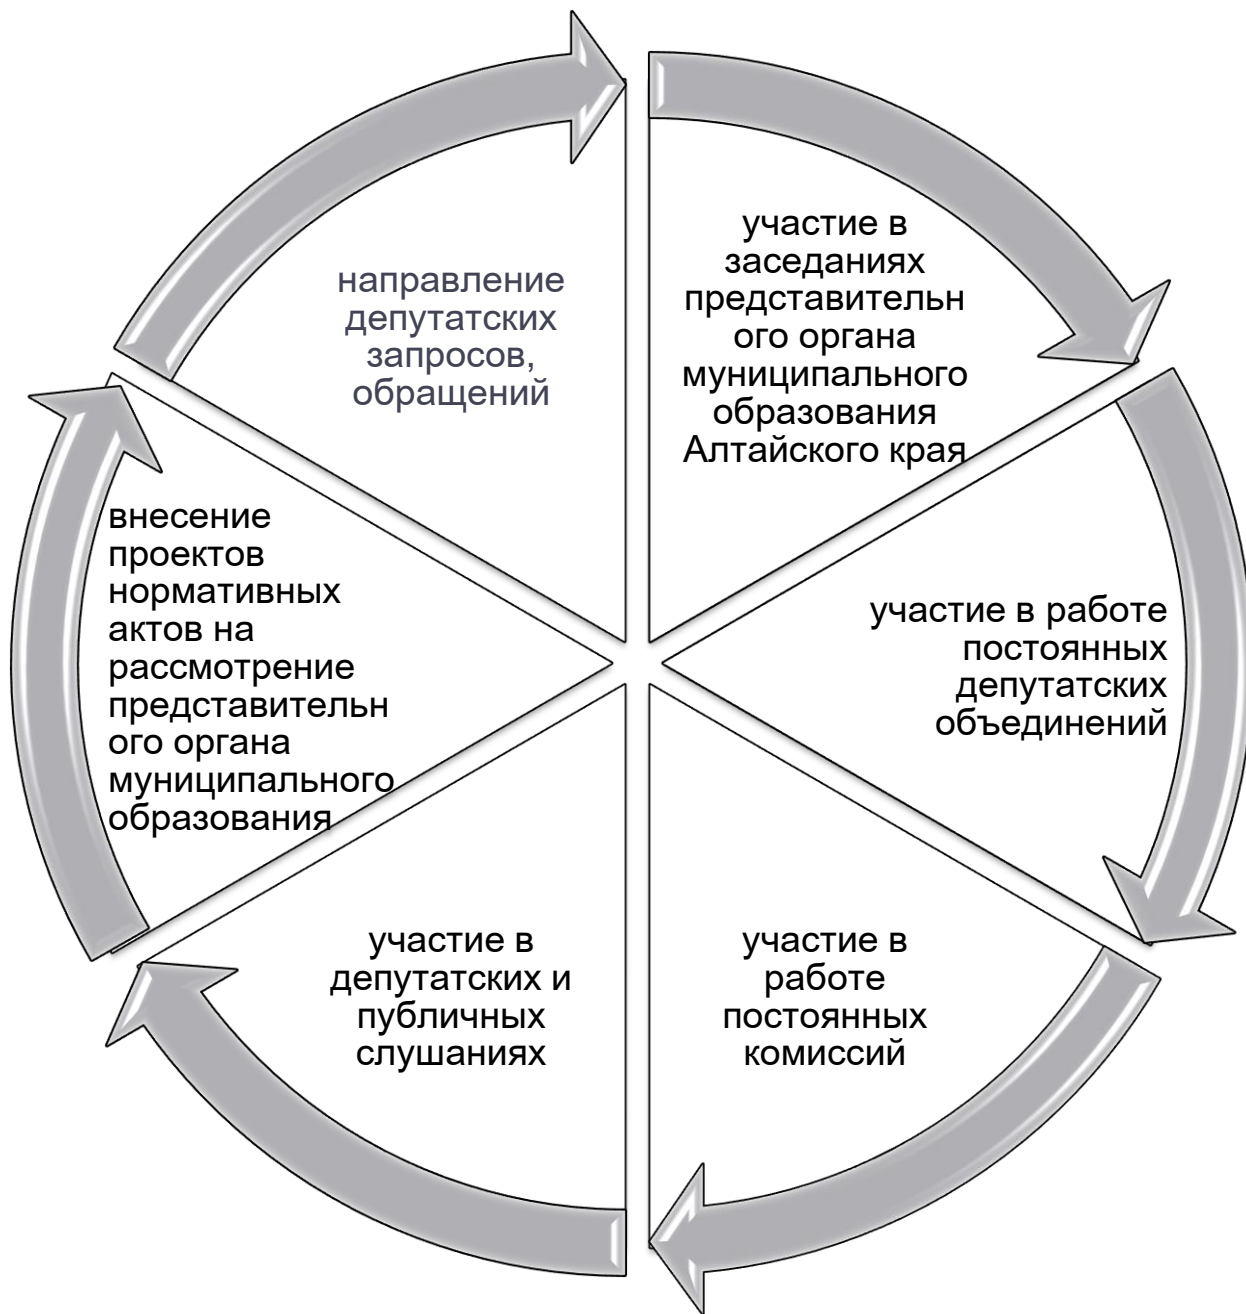 участие в
заседаниях
представительн
ого органа
муниципального
образования
Алтайского края
участие в работе
постоянных
депутатских
объединений
участие в
работе
постоянных
комиссий
участие в
депутатских и
публичных
слушаниях
внесение
проектов
нормативных
актов на
рассмотрение
представительн
ого органа
муниципального
образования
направление
депутатских
запросов,
обращений